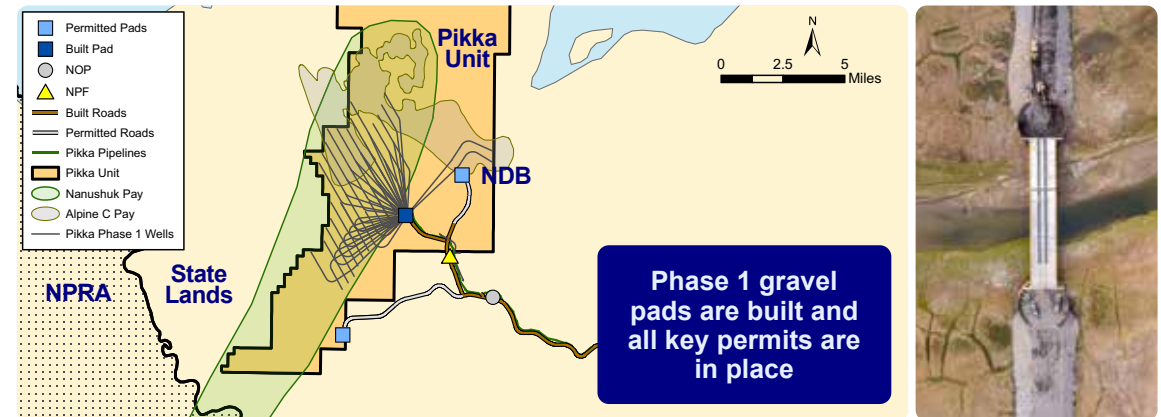 Permitted Pads
Built Pad
NOP
NPF
Built Roads
Permitted Roads
Pikka Pipelines
Pikka Unit
Nanushuk Pay
Alpine C Pay
Pikka Phase 1 Wells
Pikka
Unit
N
0 2.5 5
Miles
NDB
State
Lands
NPRA
Phase 1 gravel
pads are built and
all key permits are
in place